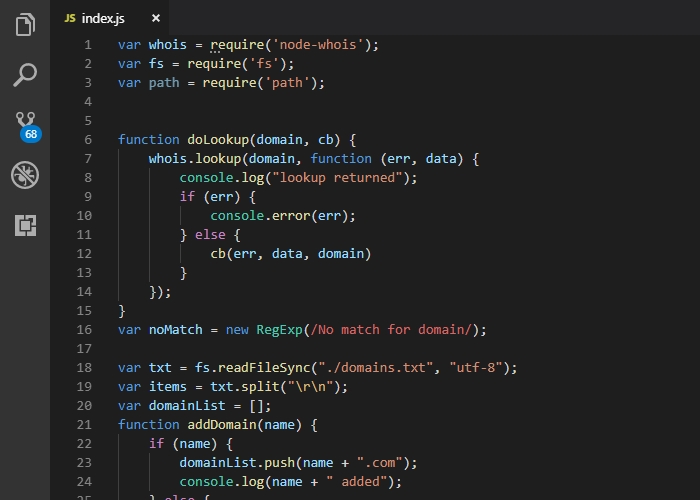 JS index.js ×
68
1 var whois = require('node-whois');
2 var fs = require('fs');
3 var path = require('path');
4
5
6 function doLookup(domain, cb) {
7     whois.lookup(domain, function (err, data) {
8         console.log("lookup returned");
9         if (err) {
10             console.error(err);
11         } else {
12             cb(err, data, domain)
13         }
14     });
15 }
16 var noMatch = new RegExp(/No match for domain/);
17
18 var txt = fs.readFileSync("./domains.txt", "utf-8");
19 var items = txt.split("\r\n");
20 var domainList = [];
21 function addDomain(name) {
22     if (name) {
23         domainList.push(name + ".com");
24         console.log(name + " added");
25     } else {